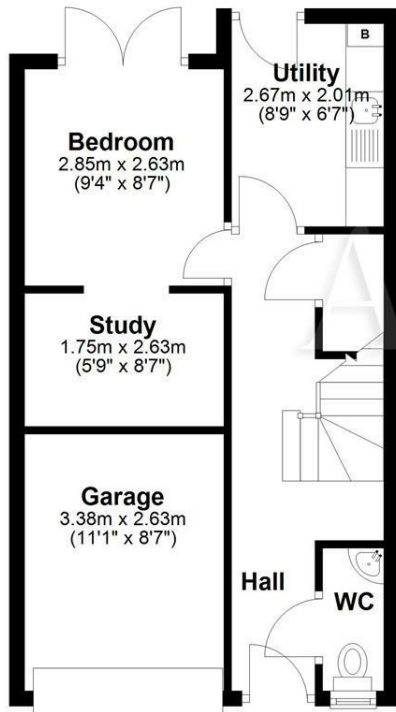 B
Utility
2.67m x 2.01m
(8'9" x 6'7")
Bedroom
2.85m x 2.63m
(9'4" x 8'7")
Study
1.75m x 2.63m
(5'9" x 8'7")
Garage
3.38m x 2.63m
(11'1" x 8'7")
Hall
WC